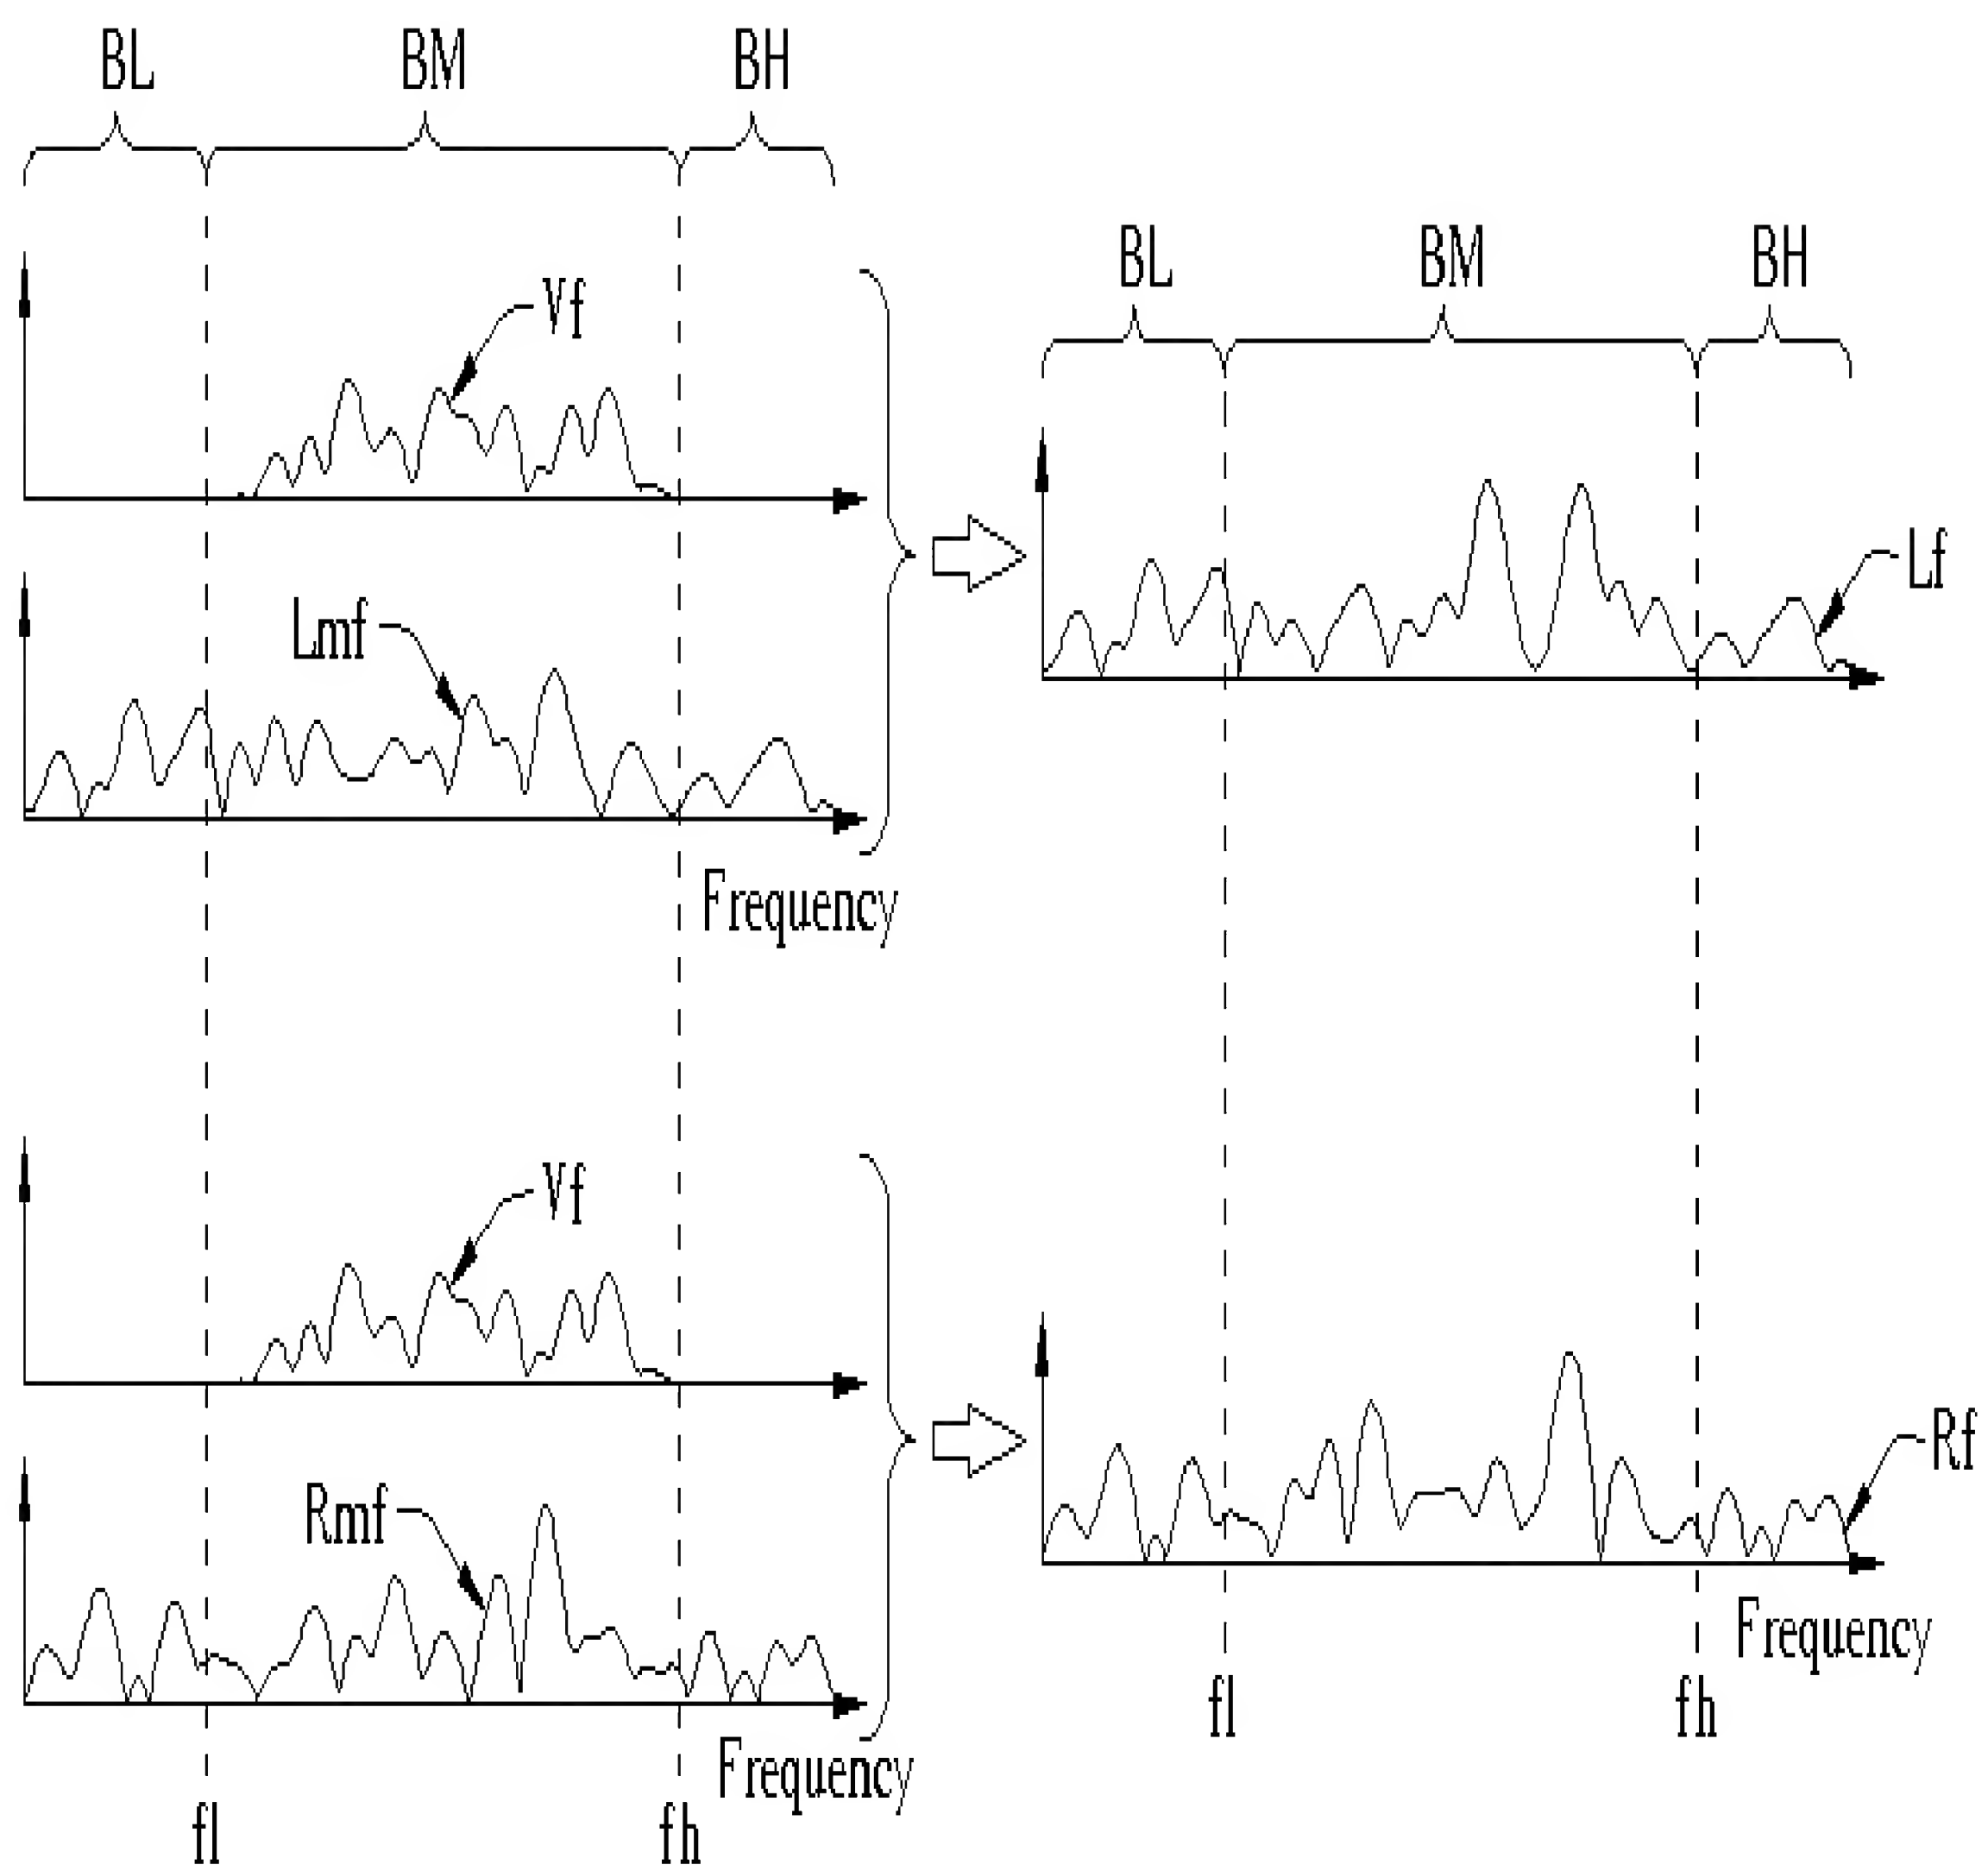 BL BM BH
Vf
BL BM BH
Lmf
Lf
Frequency
Vf
Rmf
Rf
Frequency
fl fh
Frequency
fl fh